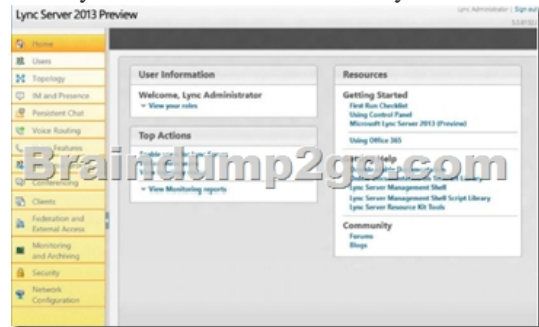 Lync Server 2013 Preview
Lync Administrator | Sign out
Home
Users
Topology
IM and Presence
Persistent Chat
Voice Routing
Features
Conferencing
Clients
Federation and
External Access
Monitoring
and Archiving
Security
Network
Configuration
User Information
Welcome, Lync Administrator
View your roles
Top Actions
View Monitoring reports
Resources
Getting Started
First Run Checklist
Using Control Panel
Microsoft Lync Server 2013 (Preview)
Using Office 365
Help
Lync Server Management Shell
Lync Server Management Shell Script Library
Lync Server Resource Kit Tools
Community
Forums
Blogs
Braindump2go.com